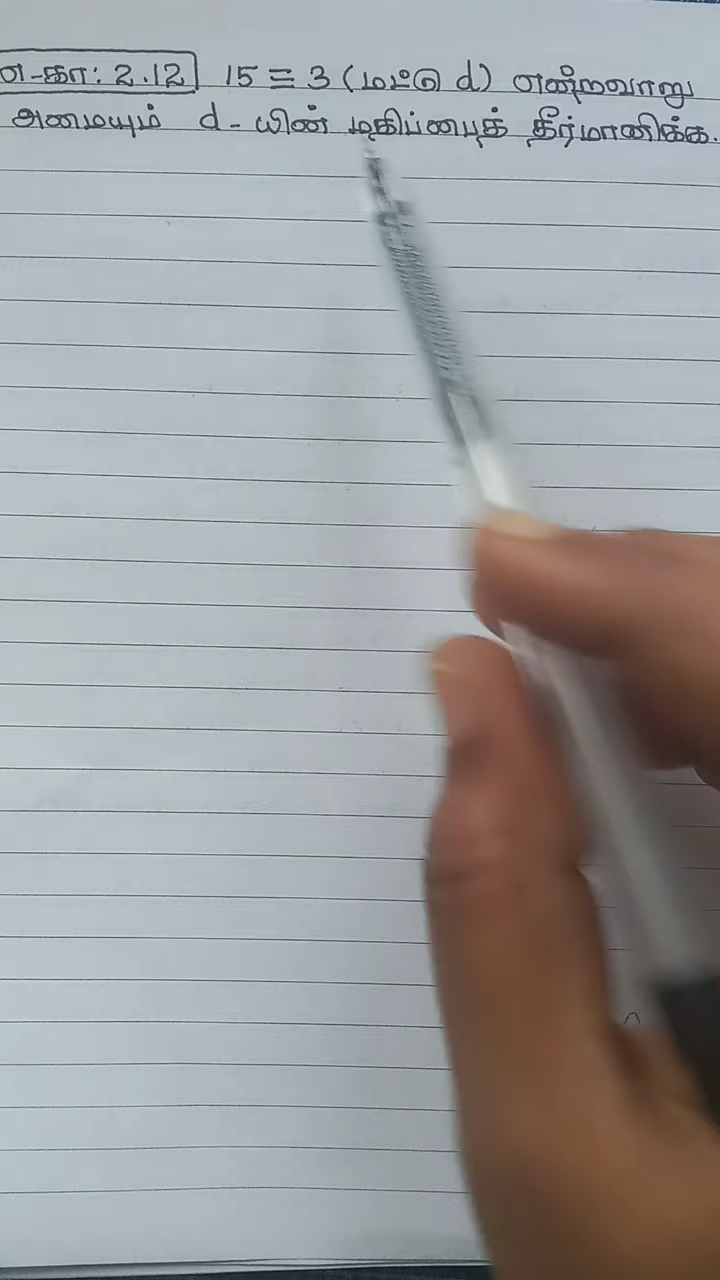 எ-கா: 2.12 15 ≡ 3 (மட்டு d) என்றவாறு
அமையும் d - யின் மதிப்பைத் தீர்மானிக்க.